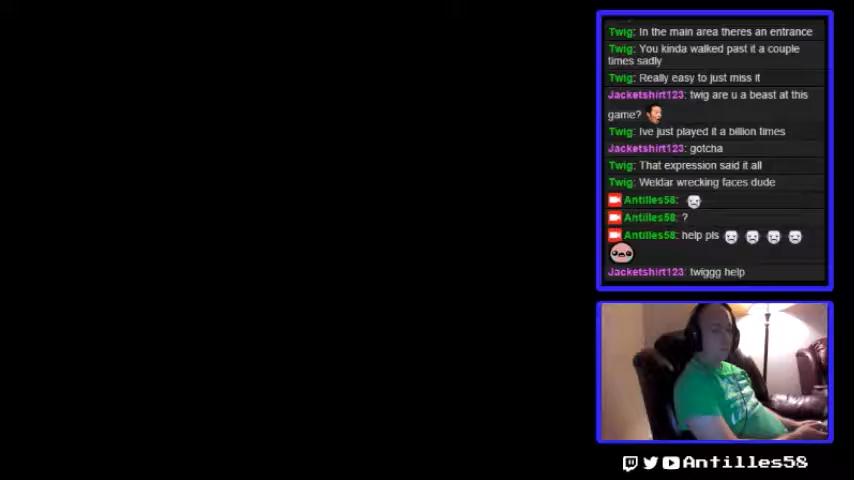 Twig: In the main area theres an entrance
Twig: You kinda walked past it a couple
times sadly
Twig: Really easy to just miss it
Jacketshirt123: twig are u a beast at this
game?
Twig: Ive just played it a billion times
Jacketshirt123: gotcha
Twig: That expression said it all
Twig: Weldar wrecking faces dude
Antilles58:
Antilles58: ?
Antilles58: help pls
Jacketshirt123: twiggg help
Antilles58